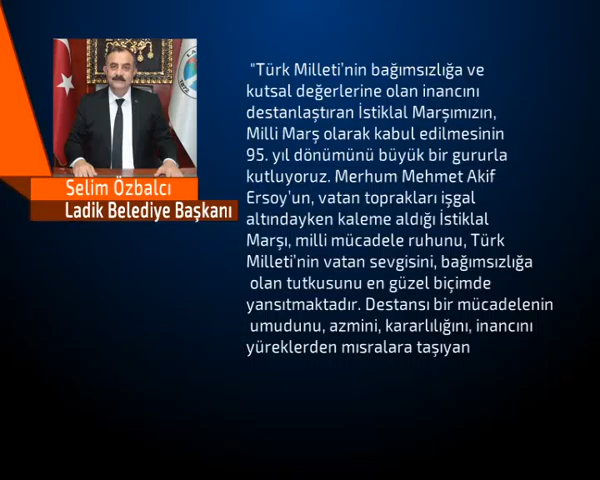 Selim Özbalcı
Ladik Belediye Başkanı
"Türk Milleti'nin bağımsızlığa ve
kutsal değerlerine olan inancını
destanlaştıran İstiklal Marşımızın,
Milli Marş olarak kabul edilmesinin
95. yıl dönümünü büyük bir gururla
kutluyoruz. Merhum Mehmet Akif
Ersoy'un, vatan toprakları işgal
altındayken kaleme aldığı İstiklal
Marşı, milli mücadele ruhunu, Türk
Milleti'nin vatan sevgisini, bağımsızlığa
olan tutkusunu en güzel biçimde
yansıtmaktadır. Destansı bir mücadelenin
umudunu, azmini, kararlılığını, inancını
yüreklerden mısralara taşıyan